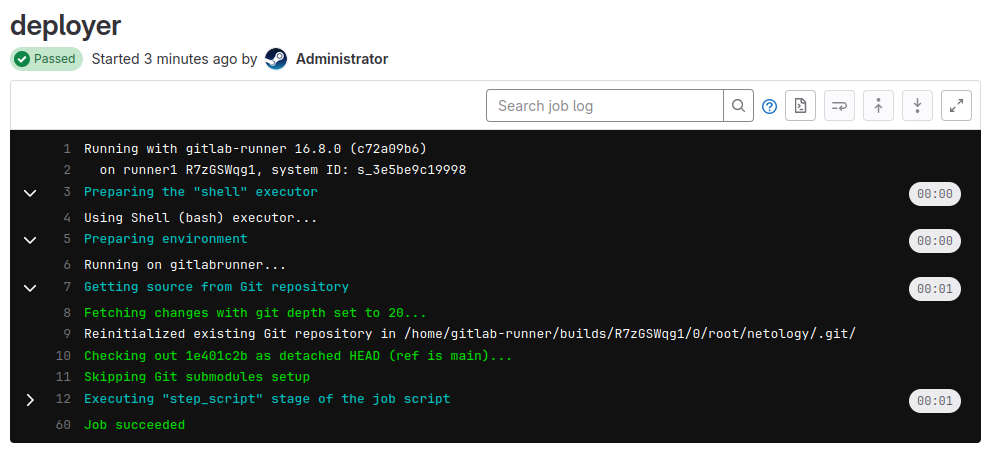 deployer
Passed Started 3 minutes ago by Administrator
Search job log
1 Running with gitlab-runner 16.8.0 (c72a09b6)
2 on runner1 R7zGSWqg1, system ID: s_3e5be9c19998
3 Preparing the "shell" executor 00:00
4 Using Shell (bash) executor...
5 Preparing environment 00:00
6 Running on gitlabrunner...
7 Getting source from Git repository 00:01
8 Fetching changes with git depth set to 20...
9 Reinitialized existing Git repository in /home/gitlab-runner/builds/R7zGSWqg1/0/root/netology/.git/
10 Checking out 1e401c2b as detached HEAD (ref is main)...
11 Skipping Git submodules setup
12 Executing "step_script" stage of the job script 00:01
60 Job succeeded